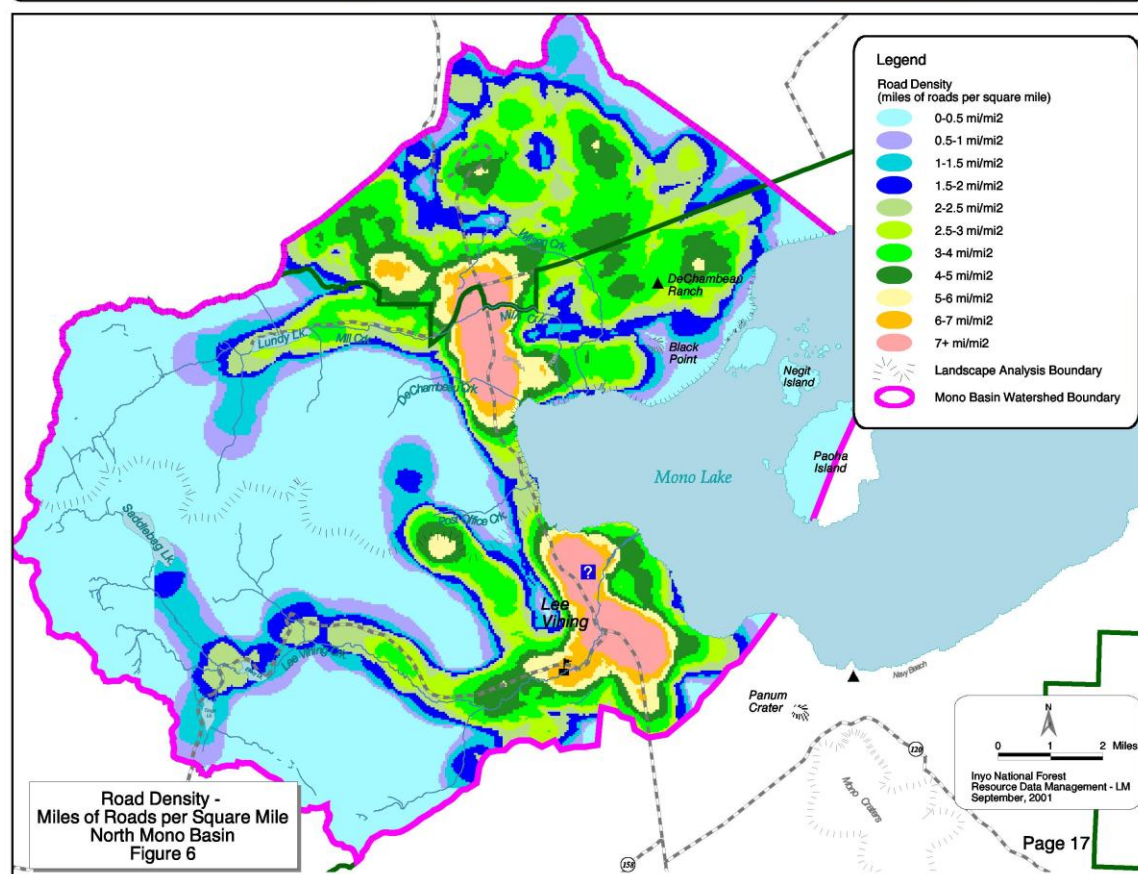 Legend
Road Density
(miles of roads per square mile)
0-0.5 mi/mi2
0.5-1 mi/mi2
1-1.5 mi/mi2
1.5-2 mi/mi2
2-2.5 mi/mi2
2.5-3 mi/mi2
3-4 mi/mi2
4-5 mi/mi2
5-6 mi/mi2
6-7 mi/mi2
7+ mi/mi2
Landscape Analysis Boundary
Mono Basin Watershed Boundary
Wilson Crk
DeChambeau
Ranch
Mill Crk
Lundy Lk
Mill Crk
Black
Point
Negit
Island
DeChambeau Crk
Paoha
Island
Mono Lake
Saddlebag Lk
Post Office Crk
?
Lee
Vining
Lee Vining Crk
Navy Beach
Panum
Crater
120
Mono Craters
158
N
0 1 2 Miles
Inyo National Forest
Resource Data Management - LM
September, 2001
Page 17
Road Density -
Miles of Roads per Square Mile
North Mono Basin
Figure 6